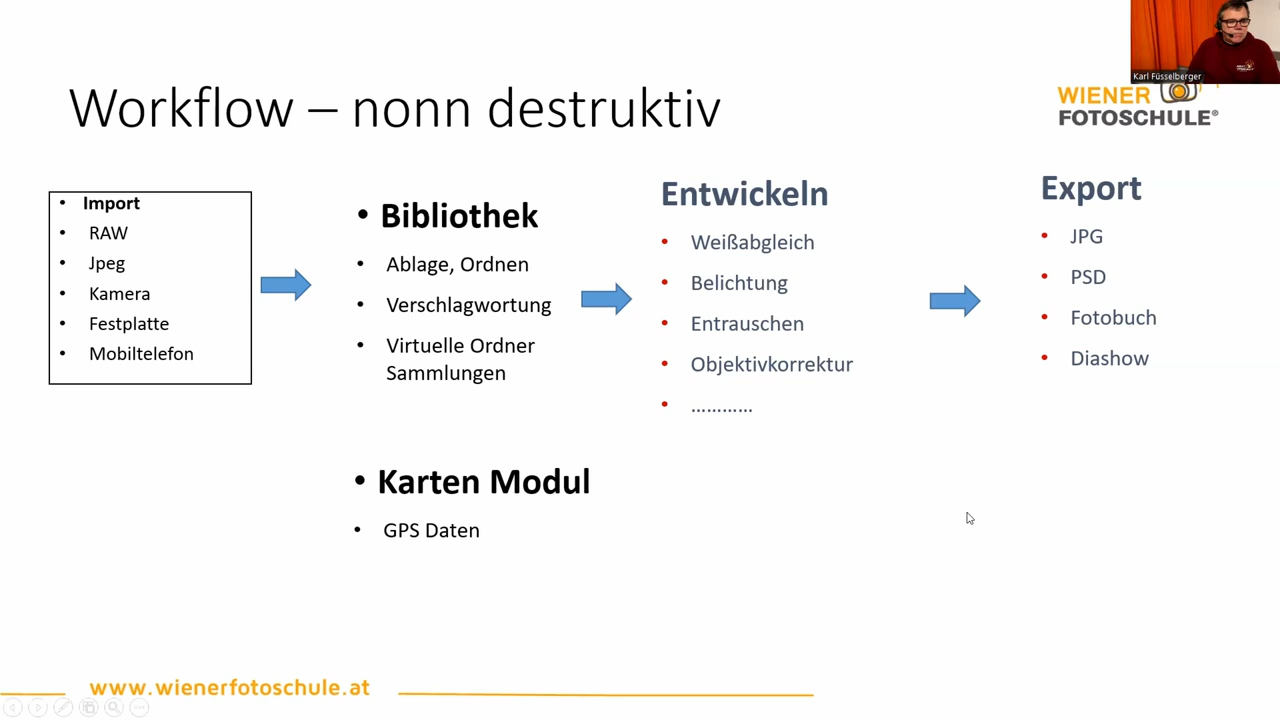 Karl Füsselberger
WIENER
FOTOSCHULE®
Workflow – nonn destruktiv
• Import
• RAW
• Jpeg
• Kamera
• Festplatte
• Mobiltelefon
• Bibliothek
• Ablage, Ordnen
• Verschlagwortung
• Virtuelle Ordner
Sammlungen
• Karten Modul
• GPS Daten
Entwickeln
• Weißabgleich
• Belichtung
• Entrauschen
• Objektivkorrektur
• …………
Export
• JPG
• PSD
• Fotobuch
• Diashow
www.wienerfotoschule.at